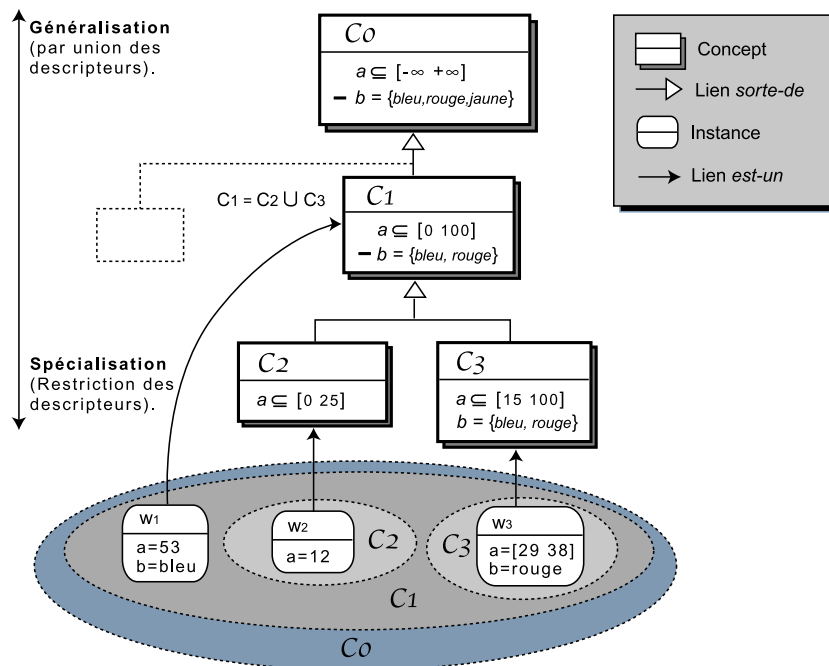 Généralisation
(par union des
descripteurs).
C0
a ⊆ [-∞ +∞]
– b = {bleu,rouge,jaune}
Concept
Lien sorte-de
Instance
Lien est-un
C1 = C2 ∪ C3
C1
a ⊆ [0 100]
– b = {bleu, rouge}
Spécialisation
(Restriction des
descripteurs).
C2
a ⊆ [0 25]
C3
a ⊆ [15 100]
b = {bleu, rouge}
w1
a=53
b=bleu
w2
a=12
C2
C3
w3
a=[29 38]
b=rouge
C1
C0